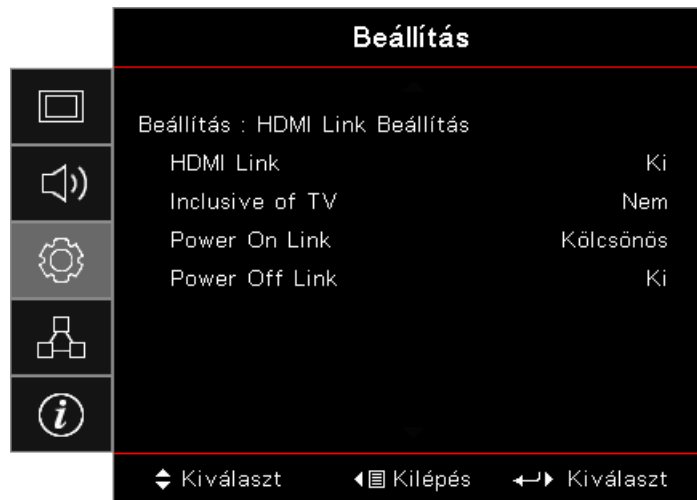 Beállítás
Beállítás : HDMI Link Beállítás
HDMI Link Ki
Inclusive of TV Nem
Power On Link Kölcsönös
Power Off Link Ki
Kiválaszt Kilépés Kiválaszt